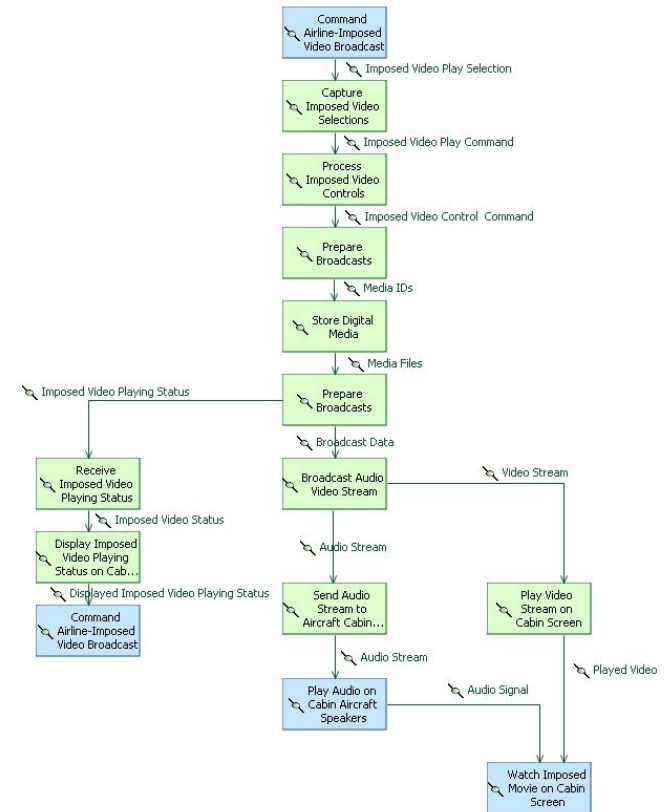 Command
Airline-Imposed
Video Broadcast
Imposed Video Play Selection
Capture
Imposed Video
Selections
Imposed Video Play Command
Process
Imposed Video
Controls
Imposed Video Control  Command
Prepare
Broadcasts
Media IDs
Store Digital
Media
Media Files
Imposed Video Playing Status
Prepare
Broadcasts
Broadcast Data
Receive
Imposed Video
Playing Status
Broadcast Audio
Video Stream
Video Stream
Imposed Video Status
Display Imposed
Video Playing
Status on Cab...
Audio Stream
Displayed Imposed Video Playing Status
Command
Airline-Imposed
Video Broadcast
Send Audio
Stream to
Aircraft Cabin...
Play Video
Stream on
Cabin Screen
Audio Stream
Played Video
Play Audio on
Cabin Aircraft
Speakers
Audio Signal
Watch Imposed
Movie on Cabin
Screen